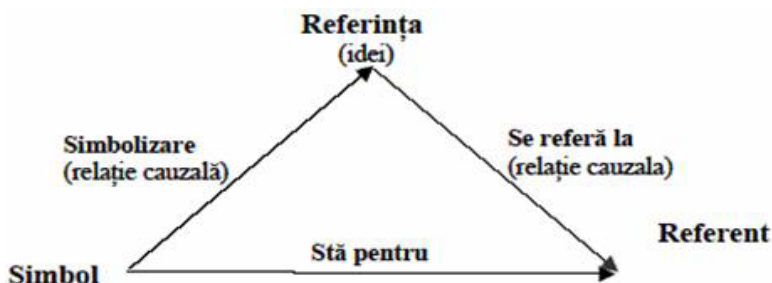 Referința
(idei)
Simbolizare
(relație cauzală)
Se referă la
(relație cauzala)
Referent
Stă pentru
Simbol